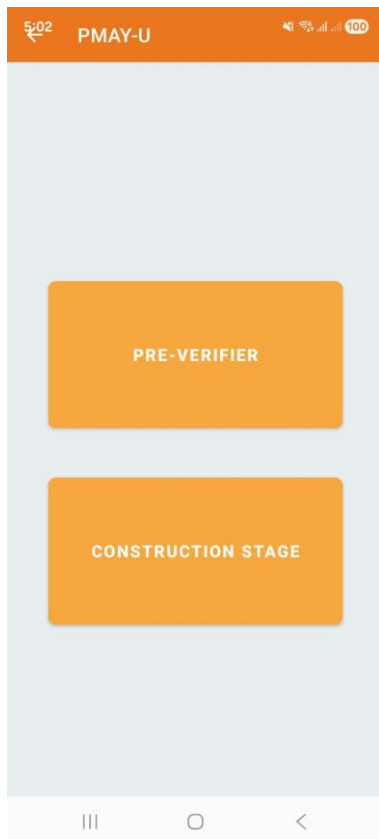 5:02
PMAY-U
100
PRE-VERIFIER
CONSTRUCTION STAGE